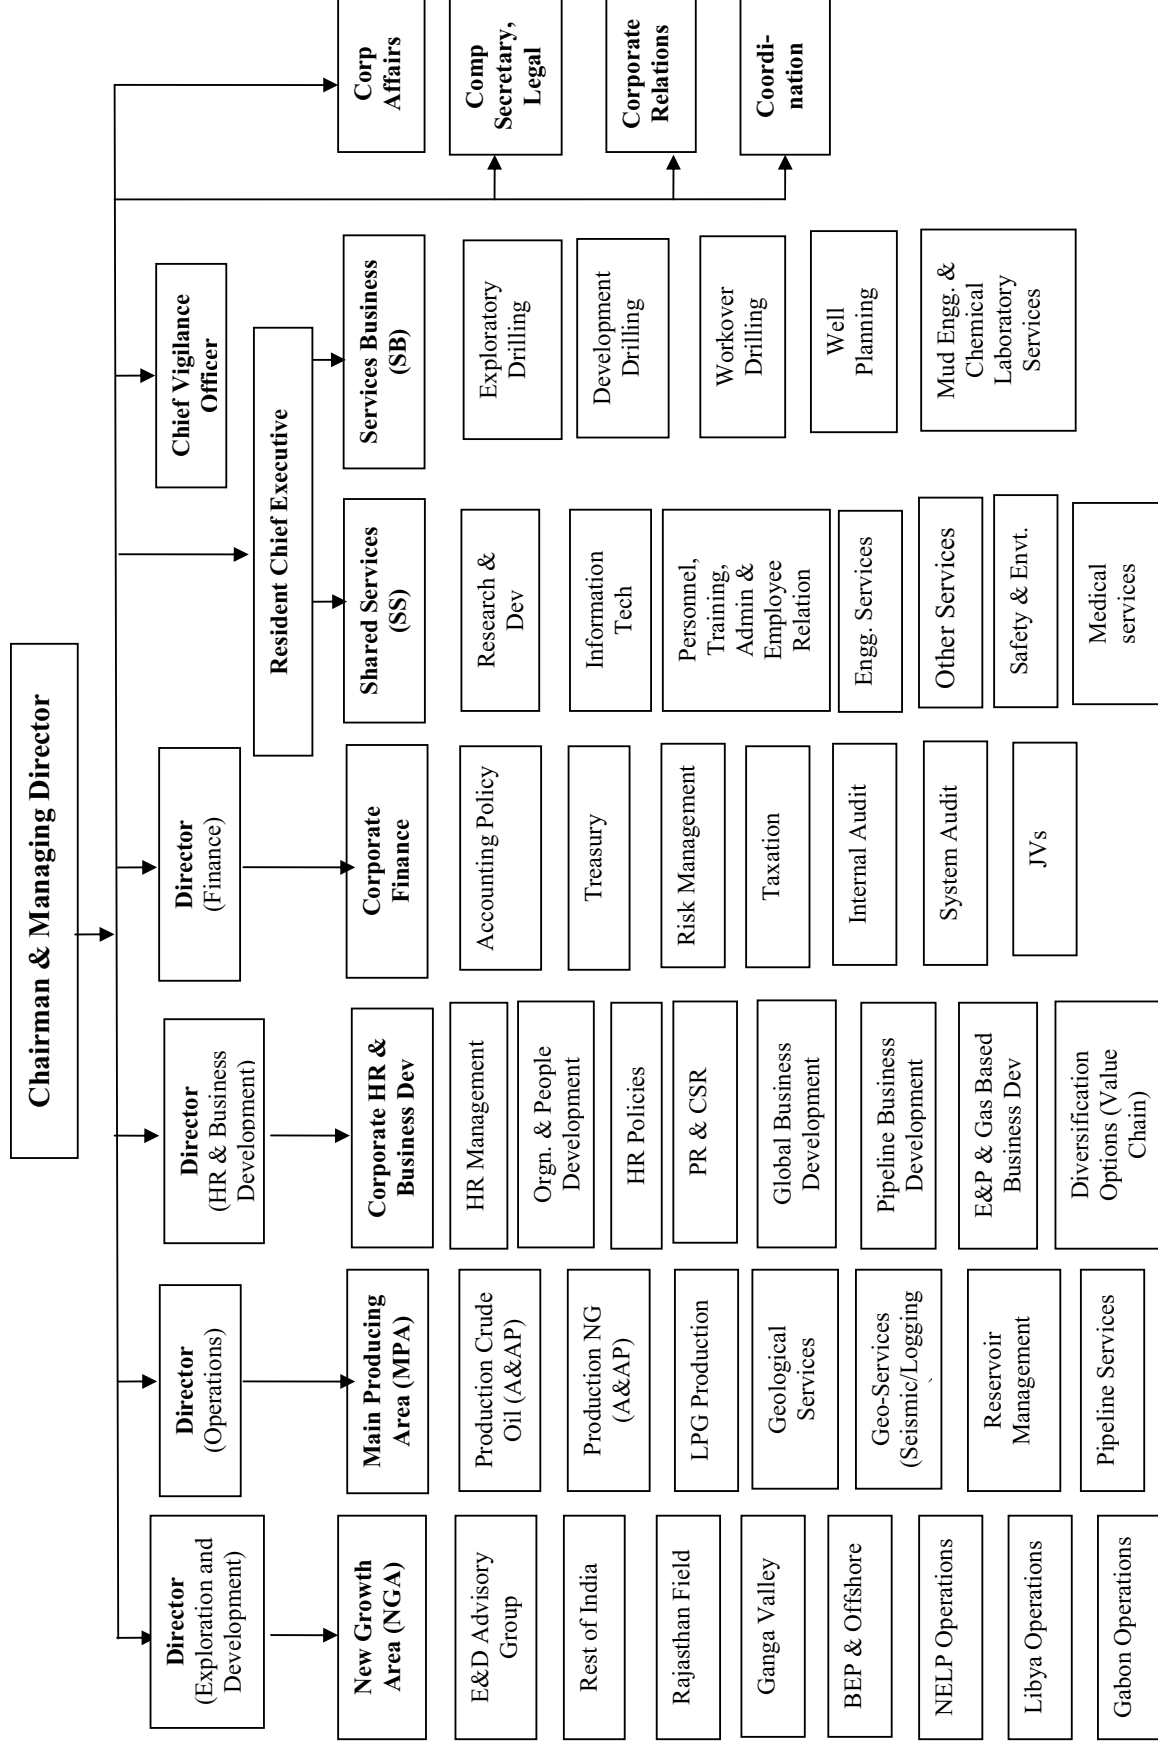 Chairman & Managing Director
Director
(Exploration and
Development)
Director
(Operations)
Director
(HR & Business
Development)
Director
(Finance)
Resident Chief Executive
Chief Vigilance
Officer
Corp
Affairs
Comp
Secretary,
Legal
Corporate
Relations
Coordi-
nation
New Growth
Area (NGA)
E&D Advisory
Group
Rest of India
Rajasthan Field
Ganga Valley
BEP & Offshore
NELP Operations
Libya Operations
Gabon Operations
Main Producing
Area (MPA)
Production Crude
Oil (A&AP)
Production NG
(A&AP)
LPG Production
Geological
Services
Geo-Services
(Seismic/Logging
Reservoir
Management
Pipeline Services
Corporate HR &
Business Dev
HR Management
Orgn. & People
Development
HR Policies
PR & CSR
Global Business
Development
Pipeline Business
Development
E&P & Gas Based
Business Dev
Diversification
Options (Value
Chain)
Corporate
Finance
Accounting Policy
Treasury
Risk Management
Taxation
Internal Audit
System Audit
JVs
Shared Services
(SS)
Research &
Dev
Information
Tech
Personnel,
Training,
Admin &
Employee
Relation
Engg. Services
Other Services
Safety & Envt.
Medical
services
Services Business
(SB)
Exploratory
Drilling
Development
Drilling
Workover
Drilling
Well
Planning
Mud Engg. &
Chemical
Laboratory
Services